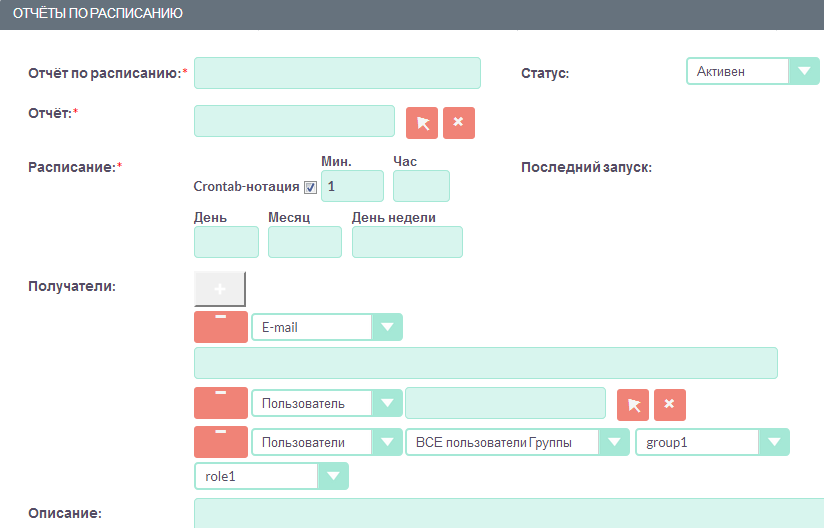 ОТЧЁТЫ ПО РАСПИСАНИЮ
Отчёт по расписанию:* Статус: Активен
Отчёт:*
Расписание:* Crontab-нотация Мин. 1 Час Последний запуск:
День Месяц День недели
Получатели: +
E-mail
Пользователь
Пользователи ВСЕ пользователи Группы group1
role1
Описание: